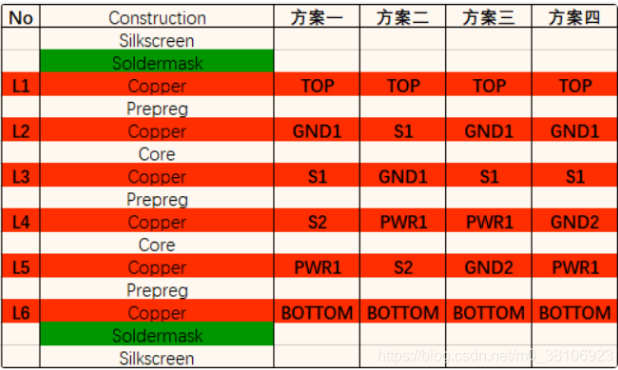 No Construction 方案一 方案二 方案三 方案四
Silkscreen
Soldermask
L1 Copper TOP TOP TOP TOP
Prepreg
L2 Copper GND1 S1 GND1 GND1
Core
L3 Copper S1 GND1 S1 S1
Prepreg
L4 Copper S2 PWR1 PWR1 GND2
Core
L5 Copper PWR1 S2 GND2 PWR1
Prepreg
L6 Copper BOTTOM BOTTOM BOTTOM BOTTOM
Soldermask
Silkscreen
https://blog.csdn.net/m0_38106923